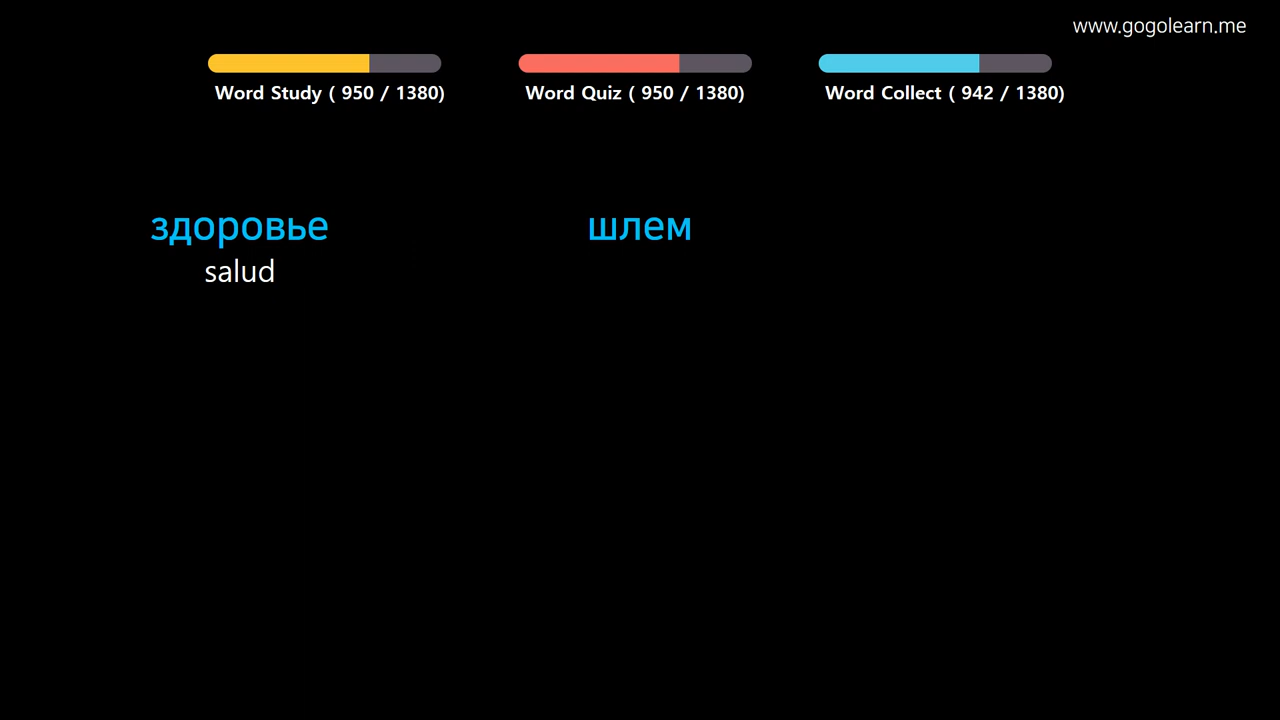 www.gogolearn.me
Word Study ( 950 / 1380)
Word Quiz ( 950 / 1380)
Word Collect ( 942 / 1380)
здоровье
salud
шлем